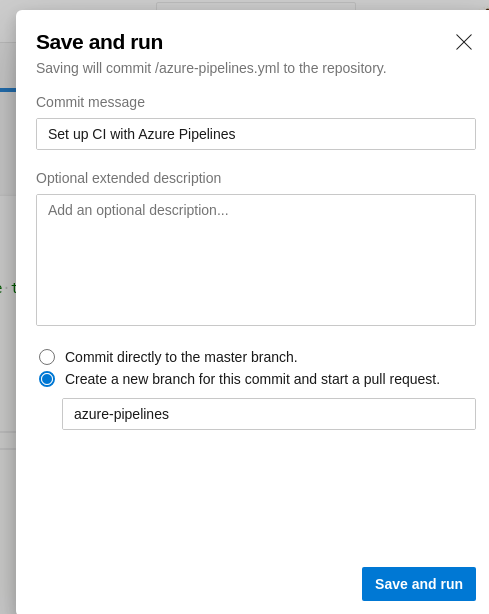 Save and run
Saving will commit /azure-pipelines.yml to the repository.
Commit message
Set up CI with Azure Pipelines
Optional extended description
Add an optional description...
Commit directly to the master branch.
Create a new branch for this commit and start a pull request.
azure-pipelines
Save and run